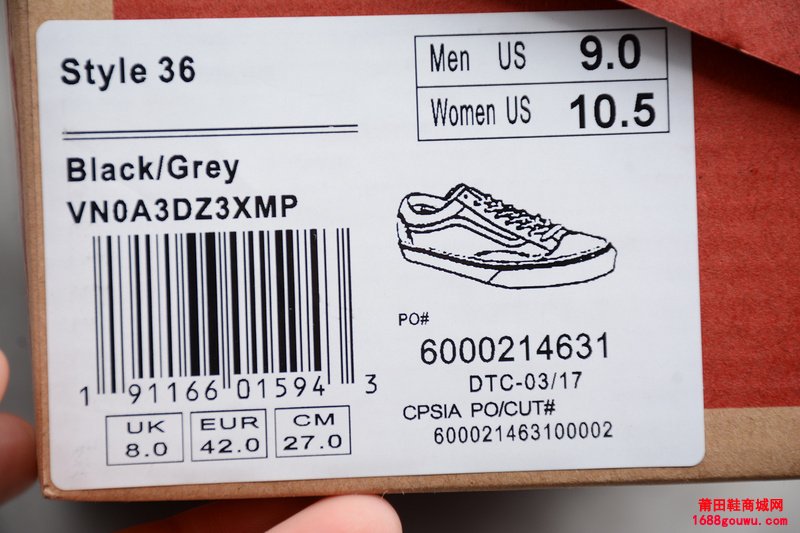 Style 36
Men US 9.0
Women US 10.5
Black/Grey
VN0A3DZ3XMP
1 91166 01594 3
UK 8.0
EUR 42.0
CM 27.0
PO#
6000214631
DTC-03/17
CPSIA PO/CUT#
600021463100002
莆田鞋商城网
1688gouwu.com